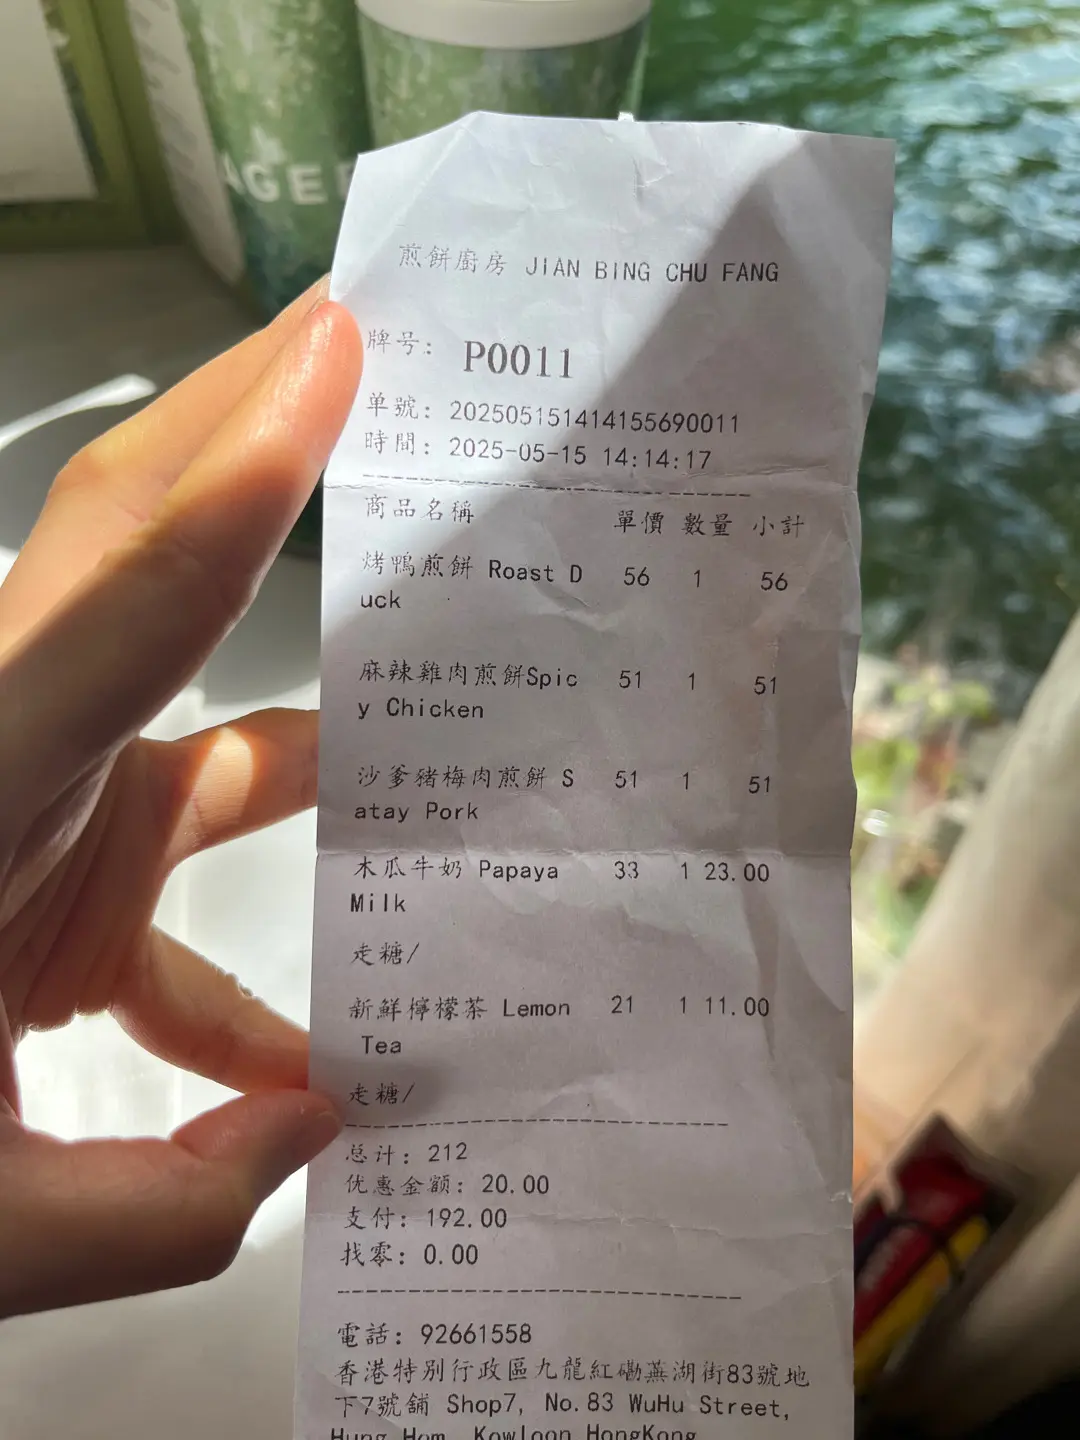 AGE
煎餅廚房 JIAN BING CHU FANG
牌号: P0011
单號: 202505151414155690011
時間: 2025-05-15 14:14:17
商品名稱 單價 數量 小計
烤鴨煎餅 Roast D 56 1 56
uck
麻辣雞肉煎餅Spic 51 1 51
y Chicken
沙爹豬梅肉煎餅 S 51 1 51
atay Pork
木瓜牛奶 Papaya 33 1 23.00
Milk
走糖/
新鮮檸檬茶 Lemon 21 1 11.00
Tea
走糖/
总计: 212
优惠金额: 20.00
支付: 192.00
找零: 0.00
電話: 92661558
香港特別行政區九龍紅磡蕪湖街83號地
下7號舖 Shop7, No.83 WuHu Street,
Hung Hom, Kowloon,HongKong